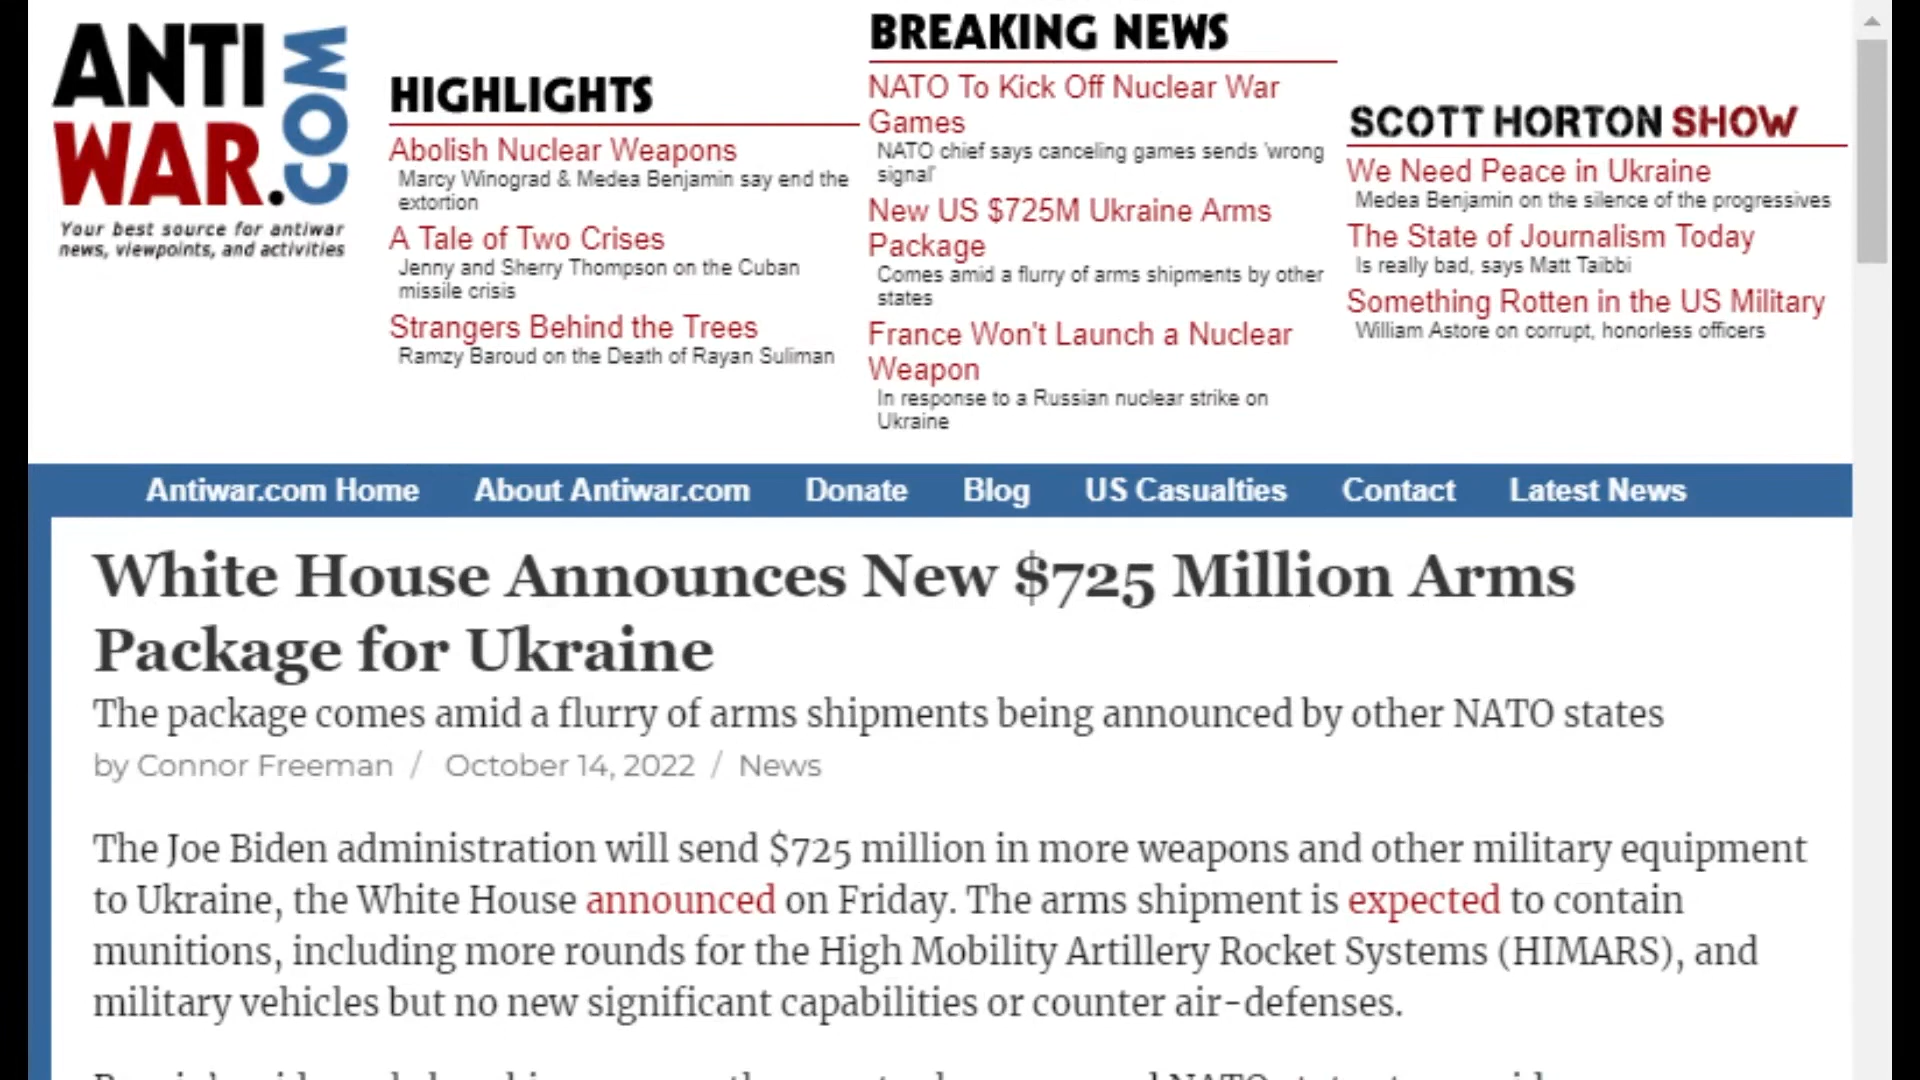 ANTI
WAR.COM
Your best source for antiwar
news, viewpoints, and activities
HIGHLIGHTS
Abolish Nuclear Weapons
Marcy Winograd & Medea Benjamin say end the
extortion
A Tale of Two Crises
Jenny and Sherry Thompson on the Cuban
missile crisis
Strangers Behind the Trees
Ramzy Baroud on the Death of Rayan Suliman
BREAKING NEWS
NATO To Kick Off Nuclear War
Games
NATO chief says canceling games sends 'wrong
signal'
New US $725M Ukraine Arms
Package
Comes amid a flurry of arms shipments by other
states
France Won't Launch a Nuclear
Weapon
In response to a Russian nuclear strike on
Ukraine
SCOTT HORTON SHOW
We Need Peace in Ukraine
Medea Benjamin on the silence of the progressives
The State of Journalism Today
Is really bad, says Matt Taibbi
Something Rotten in the US Military
William Astore on corrupt, honorless officers
Antiwar.com Home About Antiwar.com Donate Blog US Casualties Contact Latest News
White House Announces New $725 Million Arms
Package for Ukraine
The package comes amid a flurry of arms shipments being announced by other NATO states
by Connor Freeman / October 14, 2022 / News
The Joe Biden administration will send $725 million in more weapons and other military equipment
to Ukraine, the White House announced on Friday. The arms shipment is expected to contain
munitions, including more rounds for the High Mobility Artillery Rocket Systems (HIMARS), and
military vehicles but no new significant capabilities or counter air-defenses.